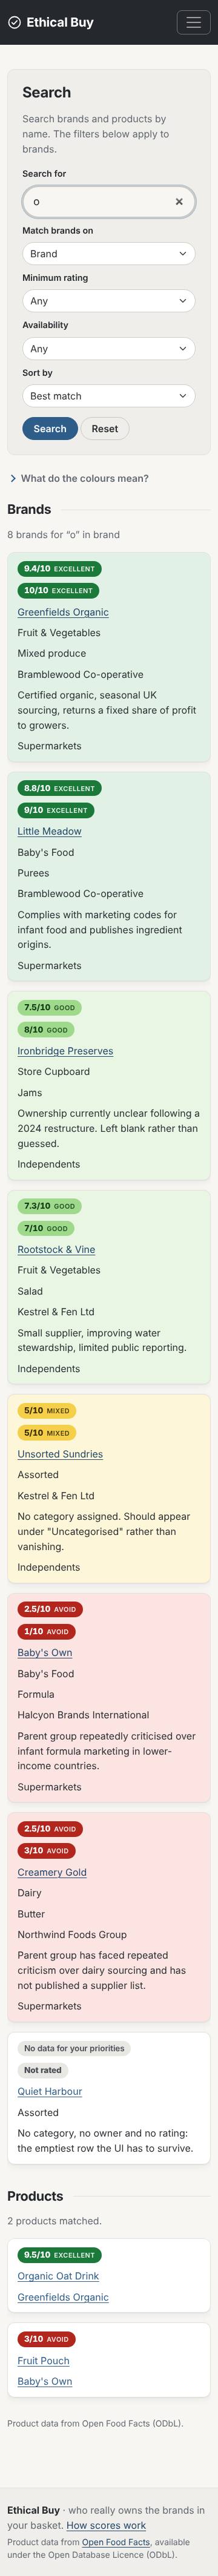 Ethical Buy
Search
Search brands and products by
name. The filters below apply to
brands.
Search for
o
Match brands on
Brand
Minimum rating
Any
Availability
Any
Sort by
Best match
Search Reset
What do the colours mean?
Brands
8 brands for “o” in brand
9.4/10 EXCELLENT
10/10 EXCELLENT
Greenfields Organic
Fruit & Vegetables
Mixed produce
Bramblewood Co-operative
Certified organic, seasonal UK
sourcing, returns a fixed share of profit
to growers.
Supermarkets
8.8/10 EXCELLENT
9/10 EXCELLENT
Little Meadow
Baby's Food
Purees
Bramblewood Co-operative
Complies with marketing codes for
infant food and publishes ingredient
origins.
Supermarkets
7.5/10 GOOD
8/10 GOOD
Ironbridge Preserves
Store Cupboard
Jams
Ownership currently unclear following a
2024 restructure. Left blank rather than
guessed.
Independents
7.3/10 GOOD
7/10 GOOD
Rootstock & Vine
Fruit & Vegetables
Salad
Kestrel & Fen Ltd
Small supplier, improving water
stewardship, limited public reporting.
Independents
5/10 MIXED
5/10 MIXED
Unsorted Sundries
Assorted
Kestrel & Fen Ltd
No category assigned. Should appear
under "Uncategorised" rather than
vanishing.
Independents
2.5/10 AVOID
1/10 AVOID
Baby's Own
Baby's Food
Formula
Halcyon Brands International
Parent group repeatedly criticised over
infant formula marketing in lower-
income countries.
Supermarkets
2.5/10 AVOID
3/10 AVOID
Creamery Gold
Dairy
Butter
Northwind Foods Group
Parent group has faced repeated
criticism over dairy sourcing and has
not published a supplier list.
Supermarkets
No data for your priorities
Not rated
Quiet Harbour
Assorted
No category, no owner and no rating:
the emptiest row the UI has to survive.
Products
2 products matched.
9.5/10 EXCELLENT
Organic Oat Drink
Greenfields Organic
3/10 AVOID
Fruit Pouch
Baby's Own
Product data from Open Food Facts (ODbL).
Ethical Buy · who really owns the brands in
your basket. How scores work
Product data from Open Food Facts, available
under the Open Database Licence (ODbL).